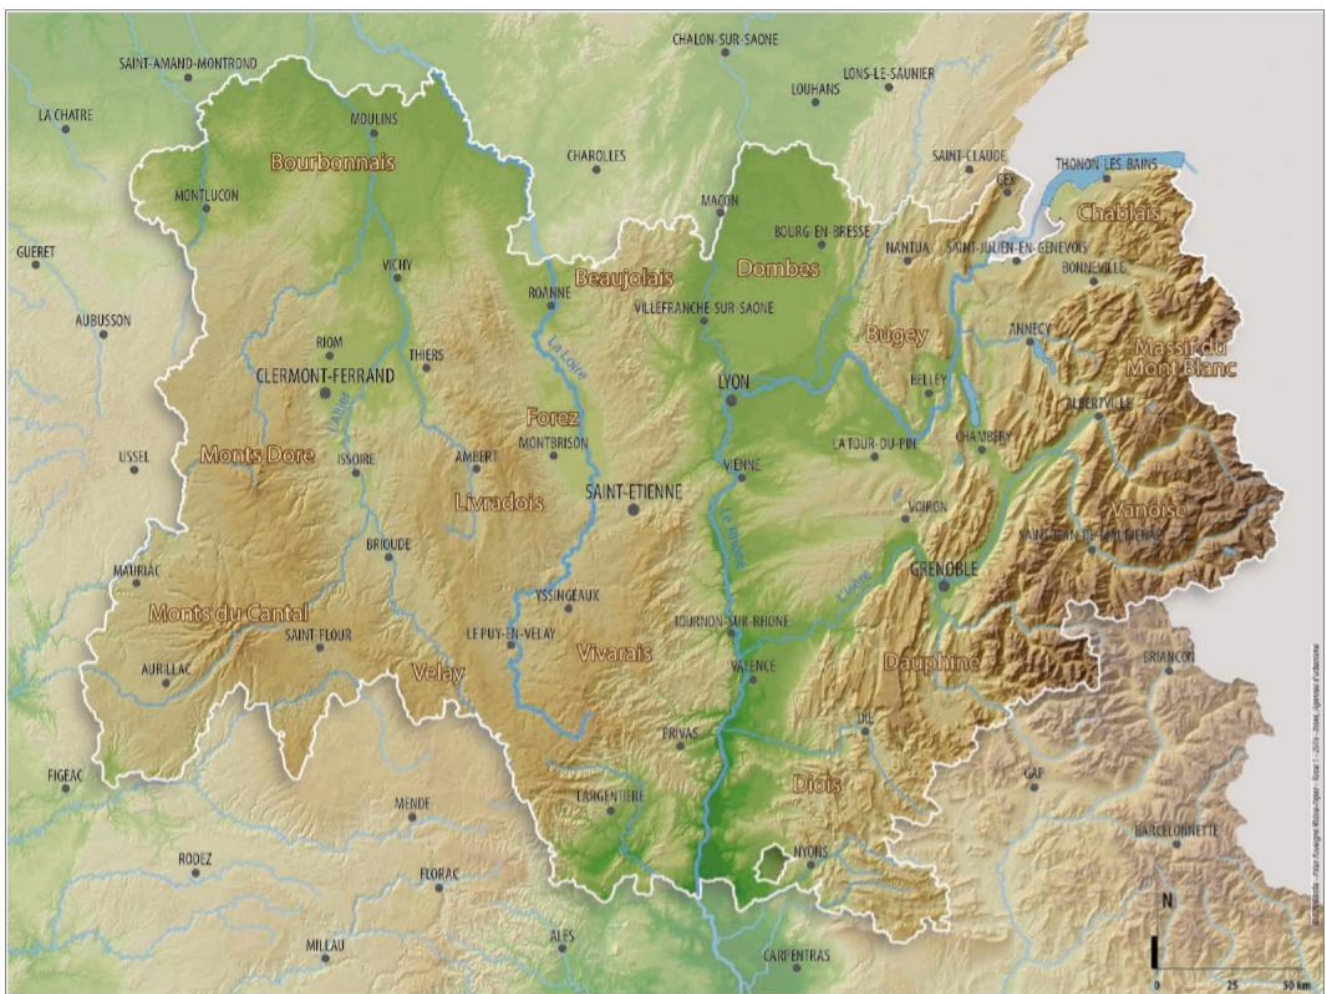 CHALON-SUR-SAONE
SAINT-AMAND-MONTROND
LONS-LE-SAUNIER
LOUHANS
LA CHATRE
MOULINS
CHAROLLES
SAINT-CLAUDE
THONON-LES-BAINS
Bourbonnais
GEX
MONTLUCON
MACON
Chablais
BOURG-EN-BRESSE
GUERET
NANTUA
SAINT-JULIEN-EN-GENEVOIS
VICHY
Beaujolais
Dombes
BONNEVILLE
ROANNE
VILLEFRANCHE-SUR-SAONE
AUBUSSON
Bugey
ANNECY
RIOM
THIERS
La Loire
Massif du
Mont Blanc
CLERMONT-FERRAND
LYON
BELLEY
L'Allier
Forez
ALBERTVILLE
MONTBRISON
LA TOUR-DU-PIN
CHAMBERY
USSEL
Monts Dore
ISSOIRE
AMBERT
VIENNE
Livradois
SAINT-ETIENNE
VOIRON
Vanoise
Le Rhône
SAINT-JEAN-DE-MAURIENNE
BRIOUDE
MAURIAC
GRENOBLE
L'Isère
YSSINGEAUX
Monts du Cantal
TOURNON-SUR-RHONE
SAINT-FLOUR
LE PUY-EN-VELAY
Vivarais
Dauphiné
BRIANCON
AURILLAC
Velay
VALENCE
DIE
PRIVAS
FIGEAC
Diois
GAP
LARGENTIERE
MENDE
BARCELONNETTE
RODEZ
NYONS
FLORAC
N
ALES
MILLAU
CARPENTRAS
0 25 50 km